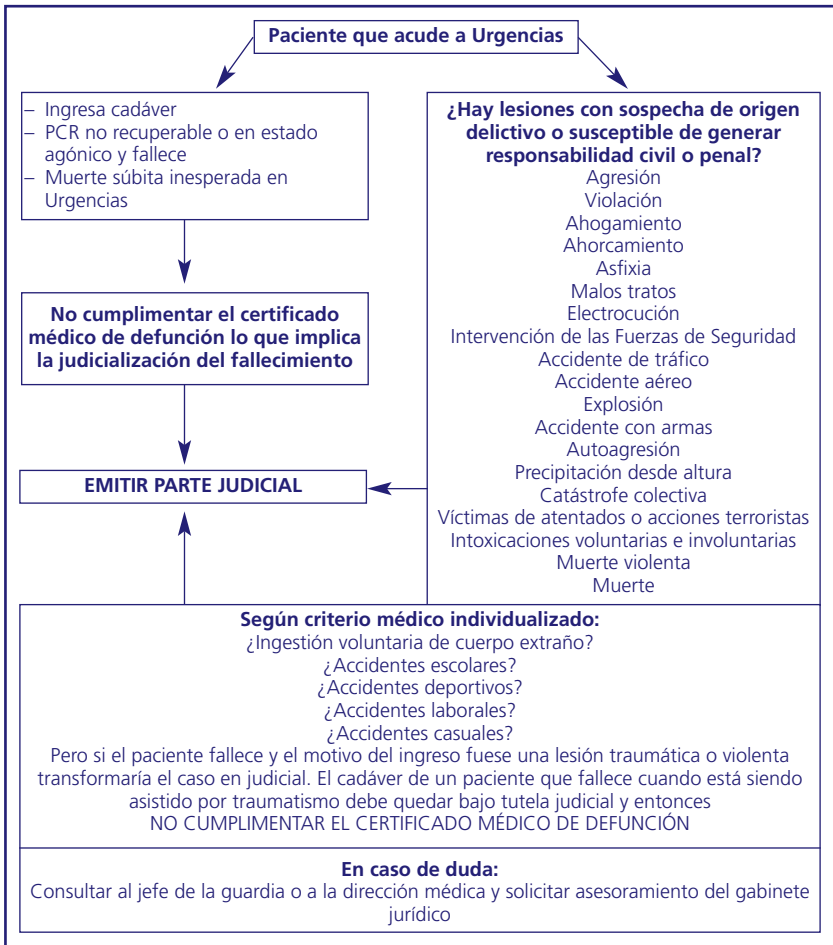 Paciente que acude a Urgencias
– Ingresa cadáver
– PCR no recuperable o en estado
agónico y fallece
– Muerte súbita inesperada en
Urgencias
No cumplimentar el certificado
médico de defunción lo que implica
la judicialización del fallecimiento
EMITIR PARTE JUDICIAL
¿Hay lesiones con sospecha de origen
delictivo o susceptible de generar
responsabilidad civil o penal?
Agresión
Violación
Ahogamiento
Ahorcamiento
Asfixia
Malos tratos
Electrocución
Intervención de las Fuerzas de Seguridad
Accidente de tráfico
Accidente aéreo
Explosión
Accidente con armas
Autoagresión
Precipitación desde altura
Catástrofe colectiva
Víctimas de atentados o acciones terroristas
Intoxicaciones voluntarias e involuntarias
Muerte violenta
Muerte
Según criterio médico individualizado:
¿Ingestión voluntaria de cuerpo extraño?
¿Accidentes escolares?
¿Accidentes deportivos?
¿Accidentes laborales?
¿Accidentes casuales?
Pero si el paciente fallece y el motivo del ingreso fuese una lesión traumática o violenta
transformaría el caso en judicial. El cadáver de un paciente que fallece cuando está siendo
asistido por traumatismo debe quedar bajo tutela judicial y entonces
NO CUMPLIMENTAR EL CERTIFICADO MÉDICO DE DEFUNCIÓN
En caso de duda:
Consultar al jefe de la guardia o a la dirección médica y solicitar asesoramiento del gabinete
jurídico